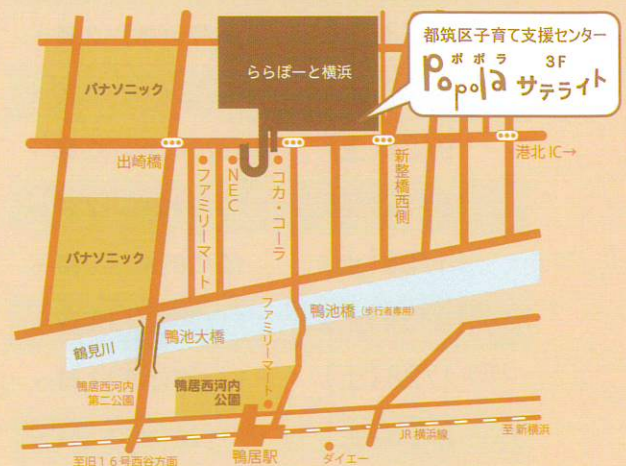 都筑区子育て支援センター
ポポラ
Popola サテライト
3F
ららぽーと横浜
パナソニック
出崎橋
ファミリーマート
NEC
コカ・コーラ
新整橋西側
港北IC→
パナソニック
鴨池橋(歩行者専用)
鴨池大橋
鶴見川
ファミリーマート
鴨居西河内
第二公園
鴨居西河内
公園
JR横浜線
至新横浜
至旧16号西谷方面
鴨居駅
ダイエー